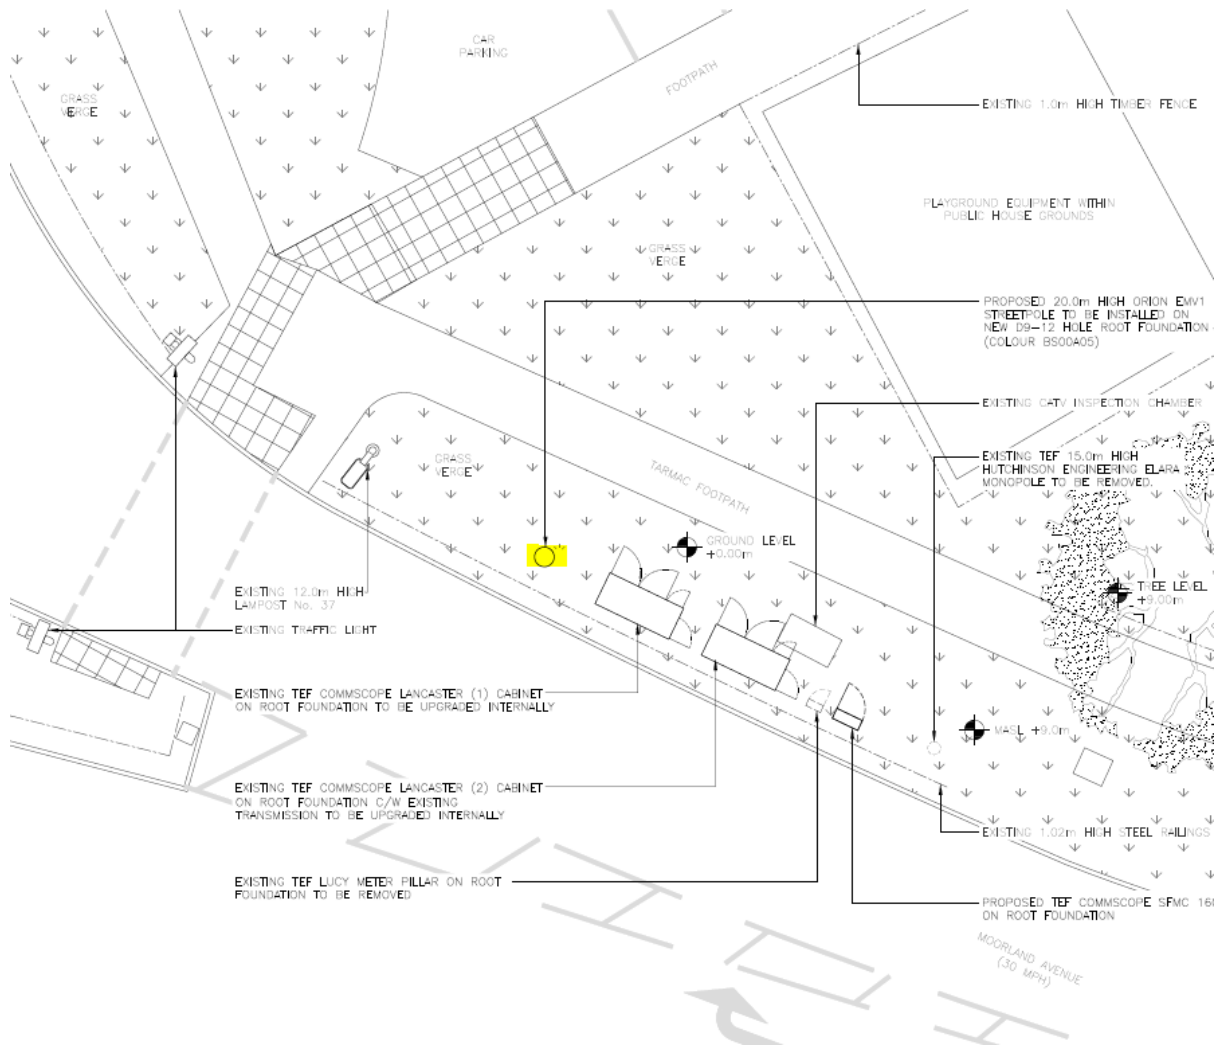 CAR
PARKING
GRASS
VERGE
FOOTPATH
EXISTING 1.0m HIGH TIMBER FENCE
PLAYGROUND EQUIPMENT WITHIN
PUBLIC HOUSE GROUNDS
GRASS
VERGE
PROPOSED 20.0m HIGH ORION EMV1
STREETPOLE TO BE INSTALLED ON
NEW D9-12 HOLE ROOT FOUNDATION
(COLOUR BS00A05)
EXISTING CATV INSPECTION CHAMBER
GRASS
VERGE
TARMAC FOOTPATH
EXISTING TEF 15.0m HIGH
HUTCHINSON ENGINEERING ELARA
MONOPOLE TO BE REMOVED.
GROUND LEVEL
+0.00m
TREE LEVEL
+9.00m
EXISTING 12.0m HIGH
LAMPOST No. 37
EXISTING TRAFFIC LIGHT
EXISTING TEF COMMSCOPE LANCASTER (1) CABINET
ON ROOT FOUNDATION TO BE UPGRADED INTERNALLY
MASL +9.0m
EXISTING TEF COMMSCOPE LANCASTER (2) CABINET
ON ROOT FOUNDATION C/W EXISTING
TRANSMISSION TO BE UPGRADED INTERNALLY
EXISTING 1.02m HIGH STEEL RAILINGS
EXISTING TEF LUCY METER PILLAR ON ROOT
FOUNDATION TO BE REMOVED
PROPOSED TEF COMMSCOPE SFMC
ON ROOT FOUNDATION
MOORLAND AVENUE
(30 MPH)